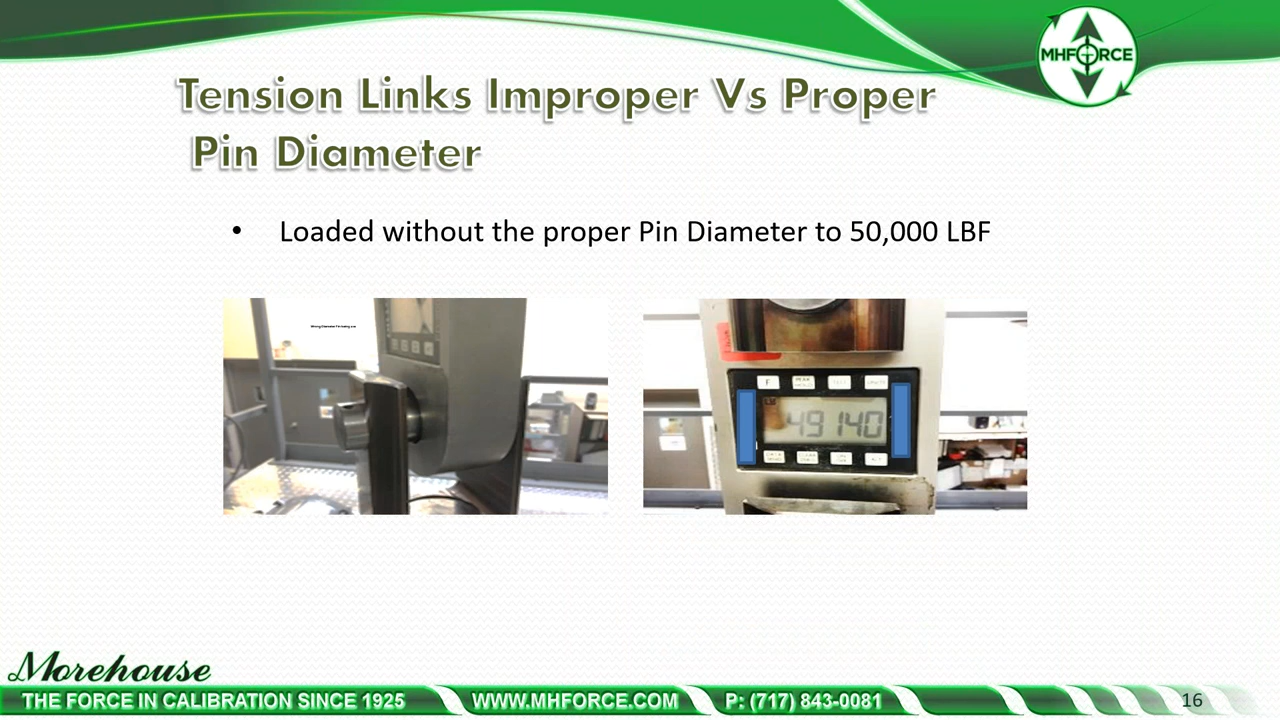 MHFORCE
Tension Links Improper Vs Proper
Pin Diameter
• Loaded without the proper Pin Diameter to 50,000 LBF
49140
Morehouse
THE FORCE IN CALIBRATION SINCE 1925
WWW.MHFORCE.COM
P: (717) 843-0081
16